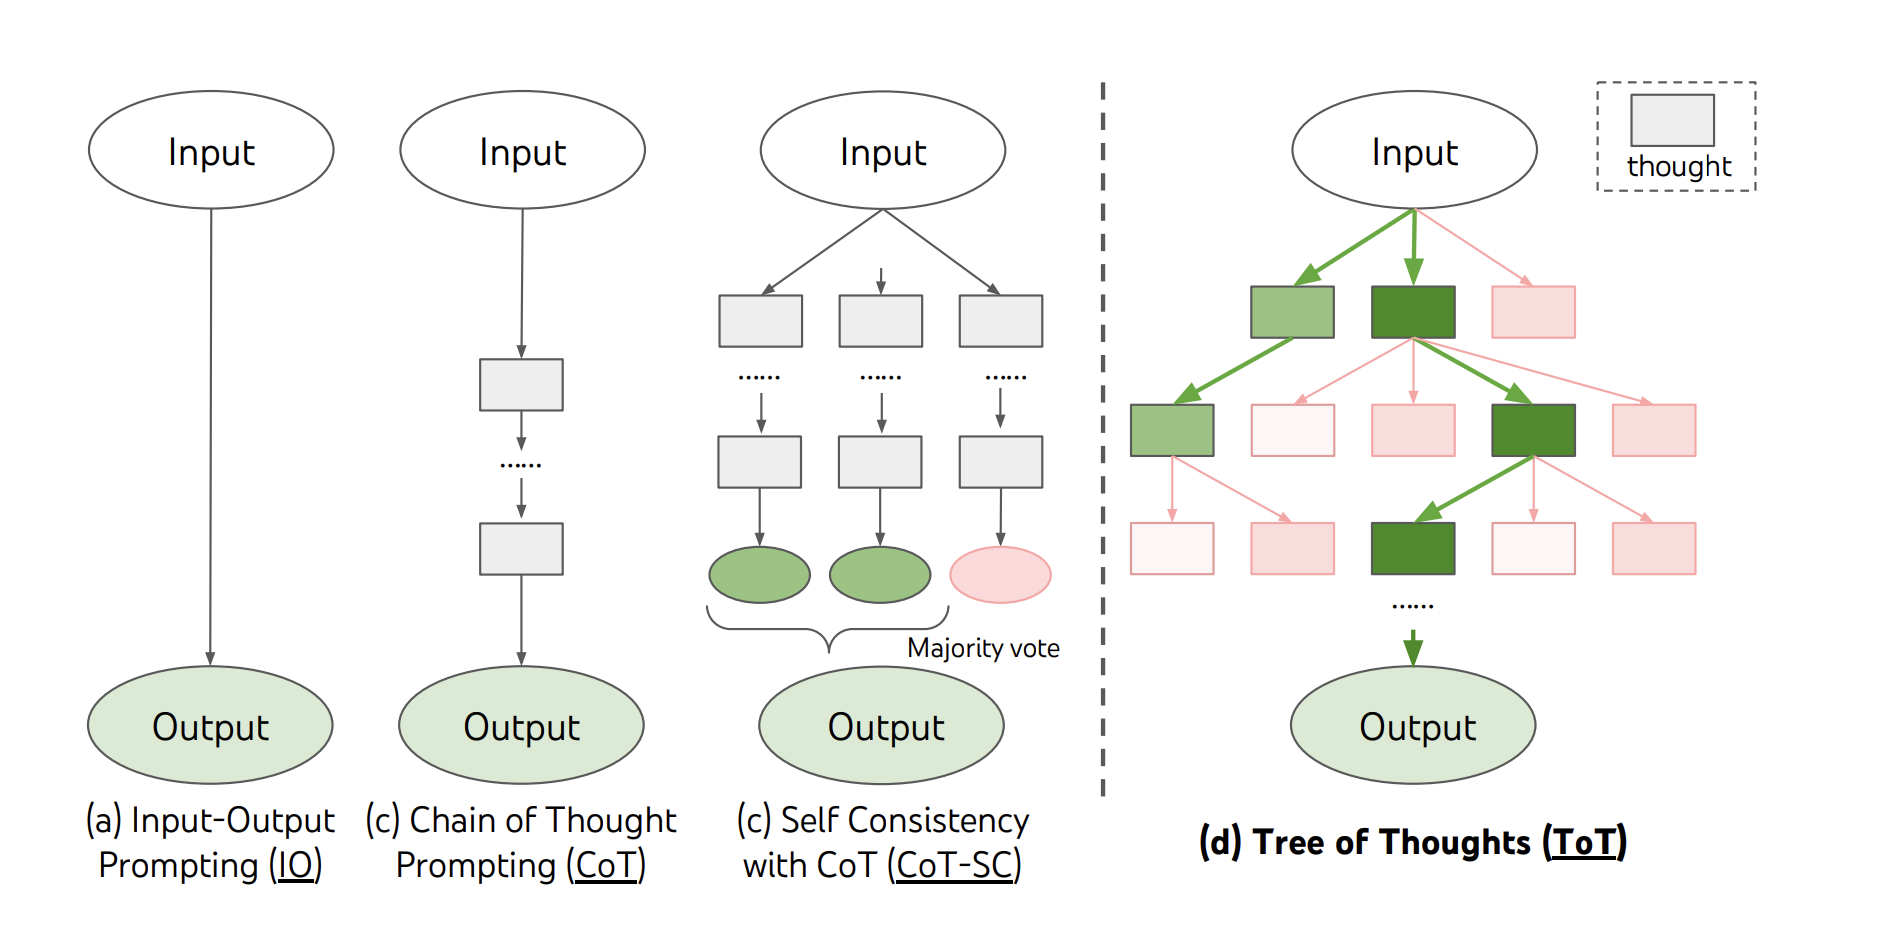 Input
Input
Input
Input
thought
......
......
......
......
......
Majority vote
Output
Output
Output
Output
(a) Input-Output
Prompting (IO)
(c) Chain of Thought
Prompting (CoT)
(c) Self Consistency
with CoT (CoT-SC)
(d) Tree of Thoughts (ToT)